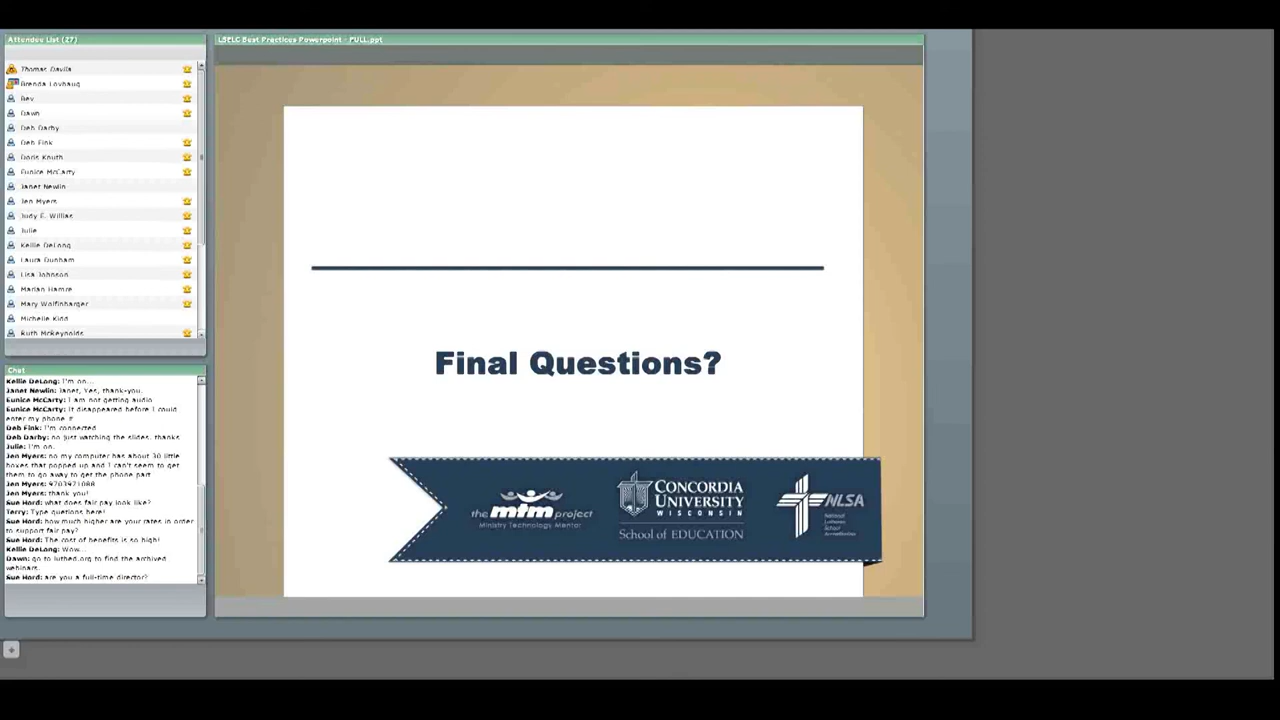 Attendee List (27)
Thomas Davila
Brenda Lovhaug
Bev
Dawn
Deb Darby
Deb Fink
Doris Knuth
Eunice McCarty
Janet Newlin
Jen Myers
Judy E. Willias
Julie
Kellie DeLong
Laura Dunham
Lisa Johnson
Marian Hamre
Mary Wolfinbarger
Michelle Kidd
Ruth McReynolds
Chat
Kellie DeLong: I'm on...
Janet Newlin: Janet, Yes, thank-you.
Eunice McCarty: I am not getting audio
Eunice McCarty: It disappeared before I could
enter my phone #
Deb Fink: I'm connected
Deb Darby: no just watching the slides. thanks
Julie: I'm on.
Jen Myers: no my computer has about 30 little
boxes that popped up and I can't seem to get
them to go away to get the phone part
Jen Myers: 9703971088
Jen Myers: thank you!
Sue Hord: what does fair pay look like?
Terry: Type quetions here!
Sue Hord: how much higher are your rates in order
to support fair pay?
Sue Hord: The cost of benefits is so high!
Kellie DeLong: Wow...
Dawn: go to luthed.org to find the archived
webinars.
Sue Hord: are you a full-time director?
LSELC Best Practices Powerpoint - FULL.ppt
Final Questions?
the mtm project
Ministry Technology Mentor
CONCORDIA
UNIVERSITY
WISCONSIN
School of EDUCATION
NLSA
National
Lutheran
School
Accreditation